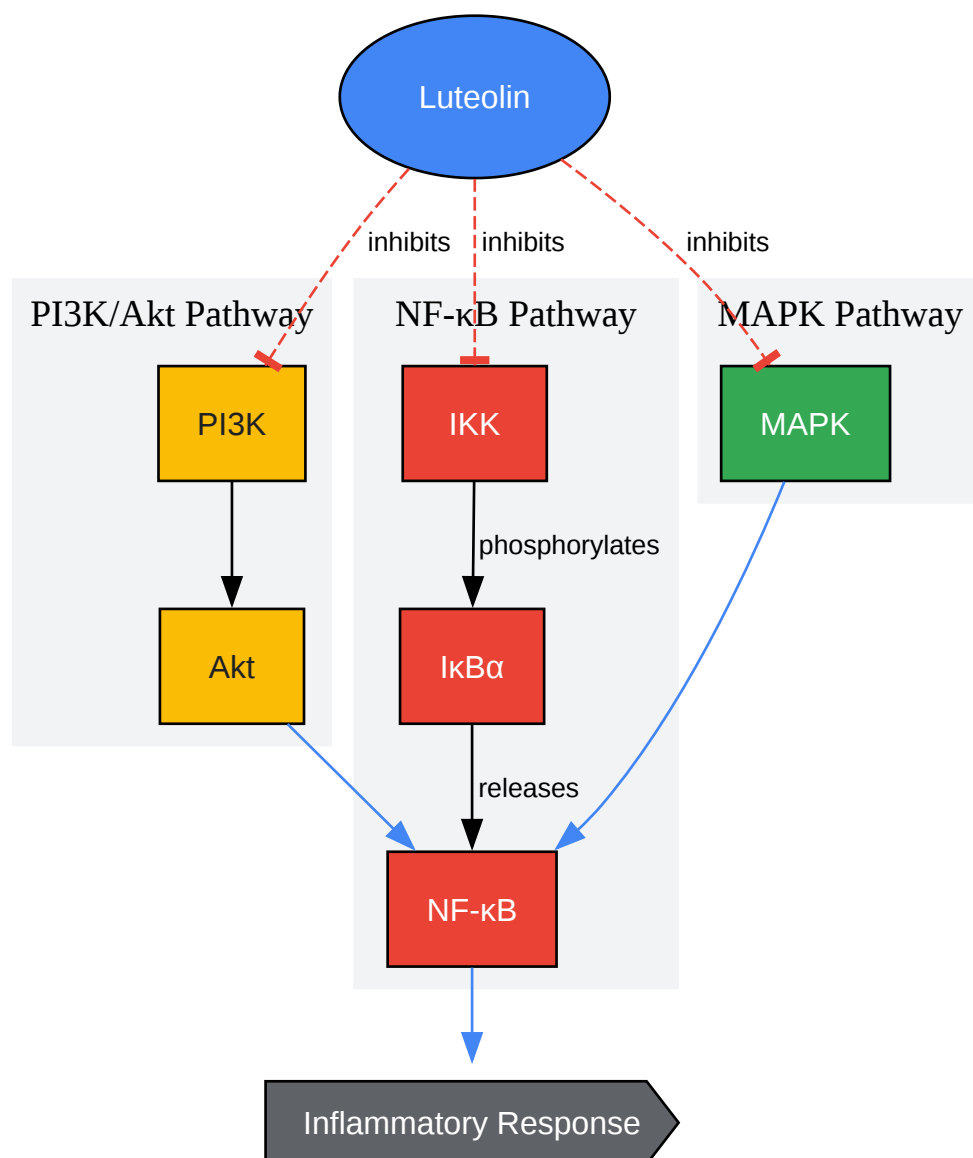 Luteolin
inhibits
inhibits
inhibits
PI3K/Akt Pathway
NF-κB Pathway
MAPK Pathway
PI3K
IKK
MAPK
phosphorylates
Akt
IκBα
releases
NF-κB
Inflammatory Response